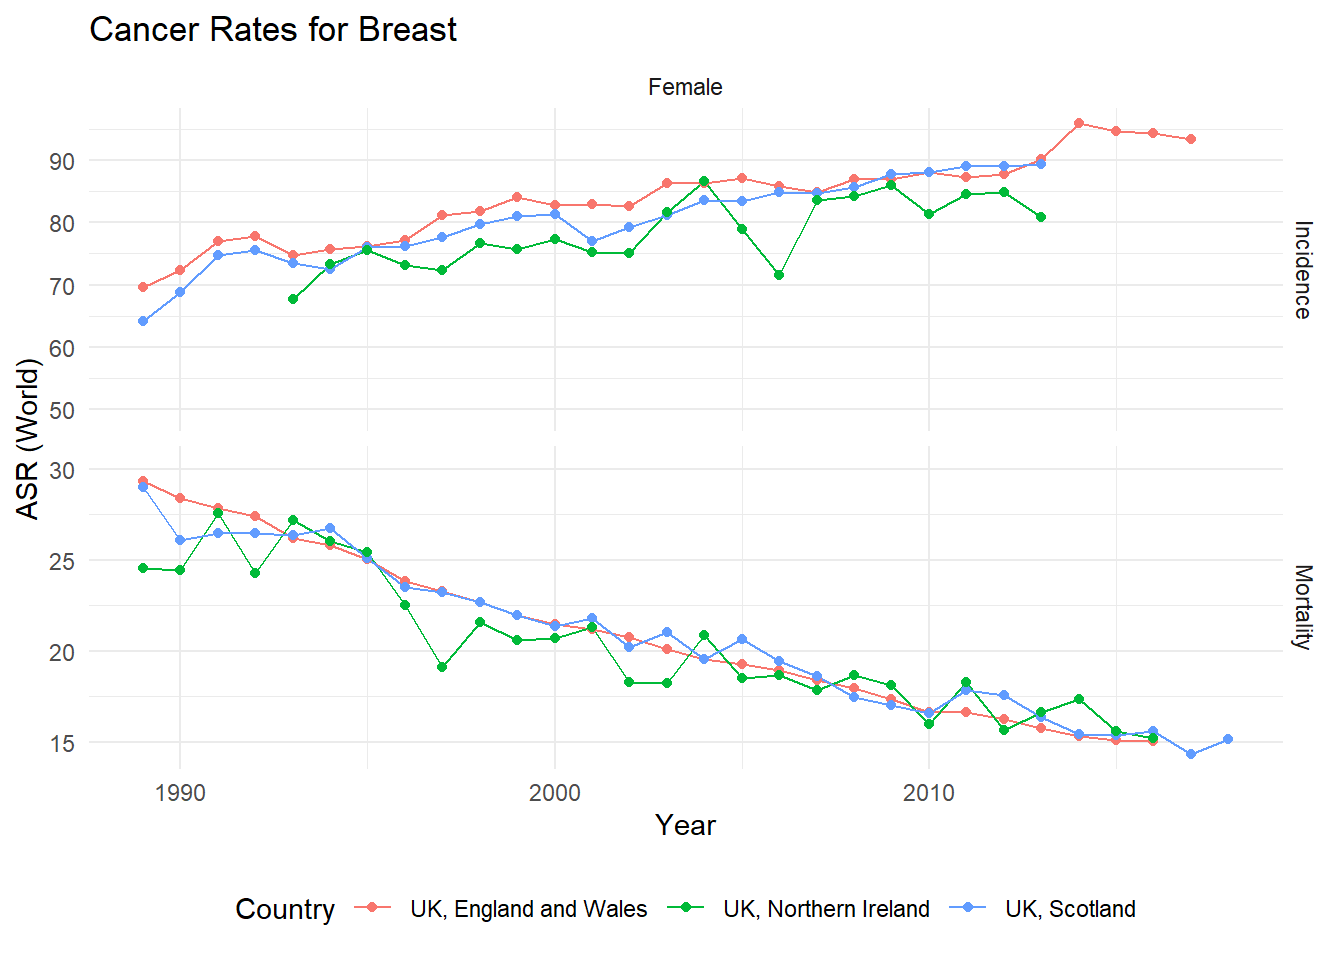 Cancer Rates for Breast
Female
90
80
70
60
50
Incidence
ASR (World)
30
25
20
15
Mortality
1990 2000 2010
Year
Country UK, England and Wales UK, Northern Ireland UK, Scotland